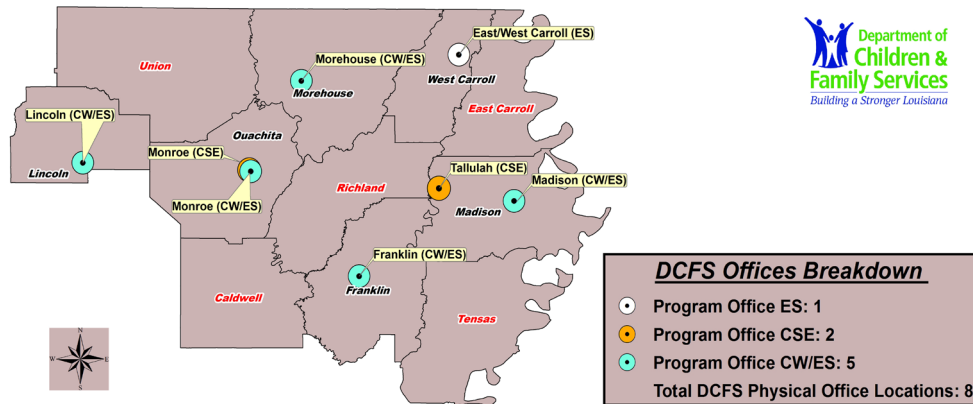 East/West Carroll (ES)
Department of
Children &
Family Services
Building a Stronger Louisiana
Morehouse (CW/ES)
Union
West Carroll
Morehouse
East Carroll
Lincoln (CW/ES)
Ouachita
Monroe (CSE)
Lincoln
Tallulah (CSE)
Richland
Madison (CW/ES)
Monroe (CW/ES)
Madison
Franklin (CW/ES)
Franklin
Caldwell
Tensas
DCFS Offices Breakdown
Program Office ES: 1
Program Office CSE: 2
Program Office CW/ES: 5
Total DCFS Physical Office Locations: 8
N
W E
S